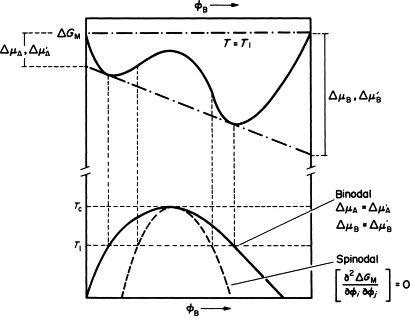 ϕB
ΔGM
T = T1
ΔμA, Δμ′A
ΔμB, Δμ′B
Tc
T1
Binodal
ΔμA = Δμ′A
ΔμB = Δμ′B
Spinodal
[∂²ΔGM / ∂ϕi ∂ϕj] = 0
ϕB